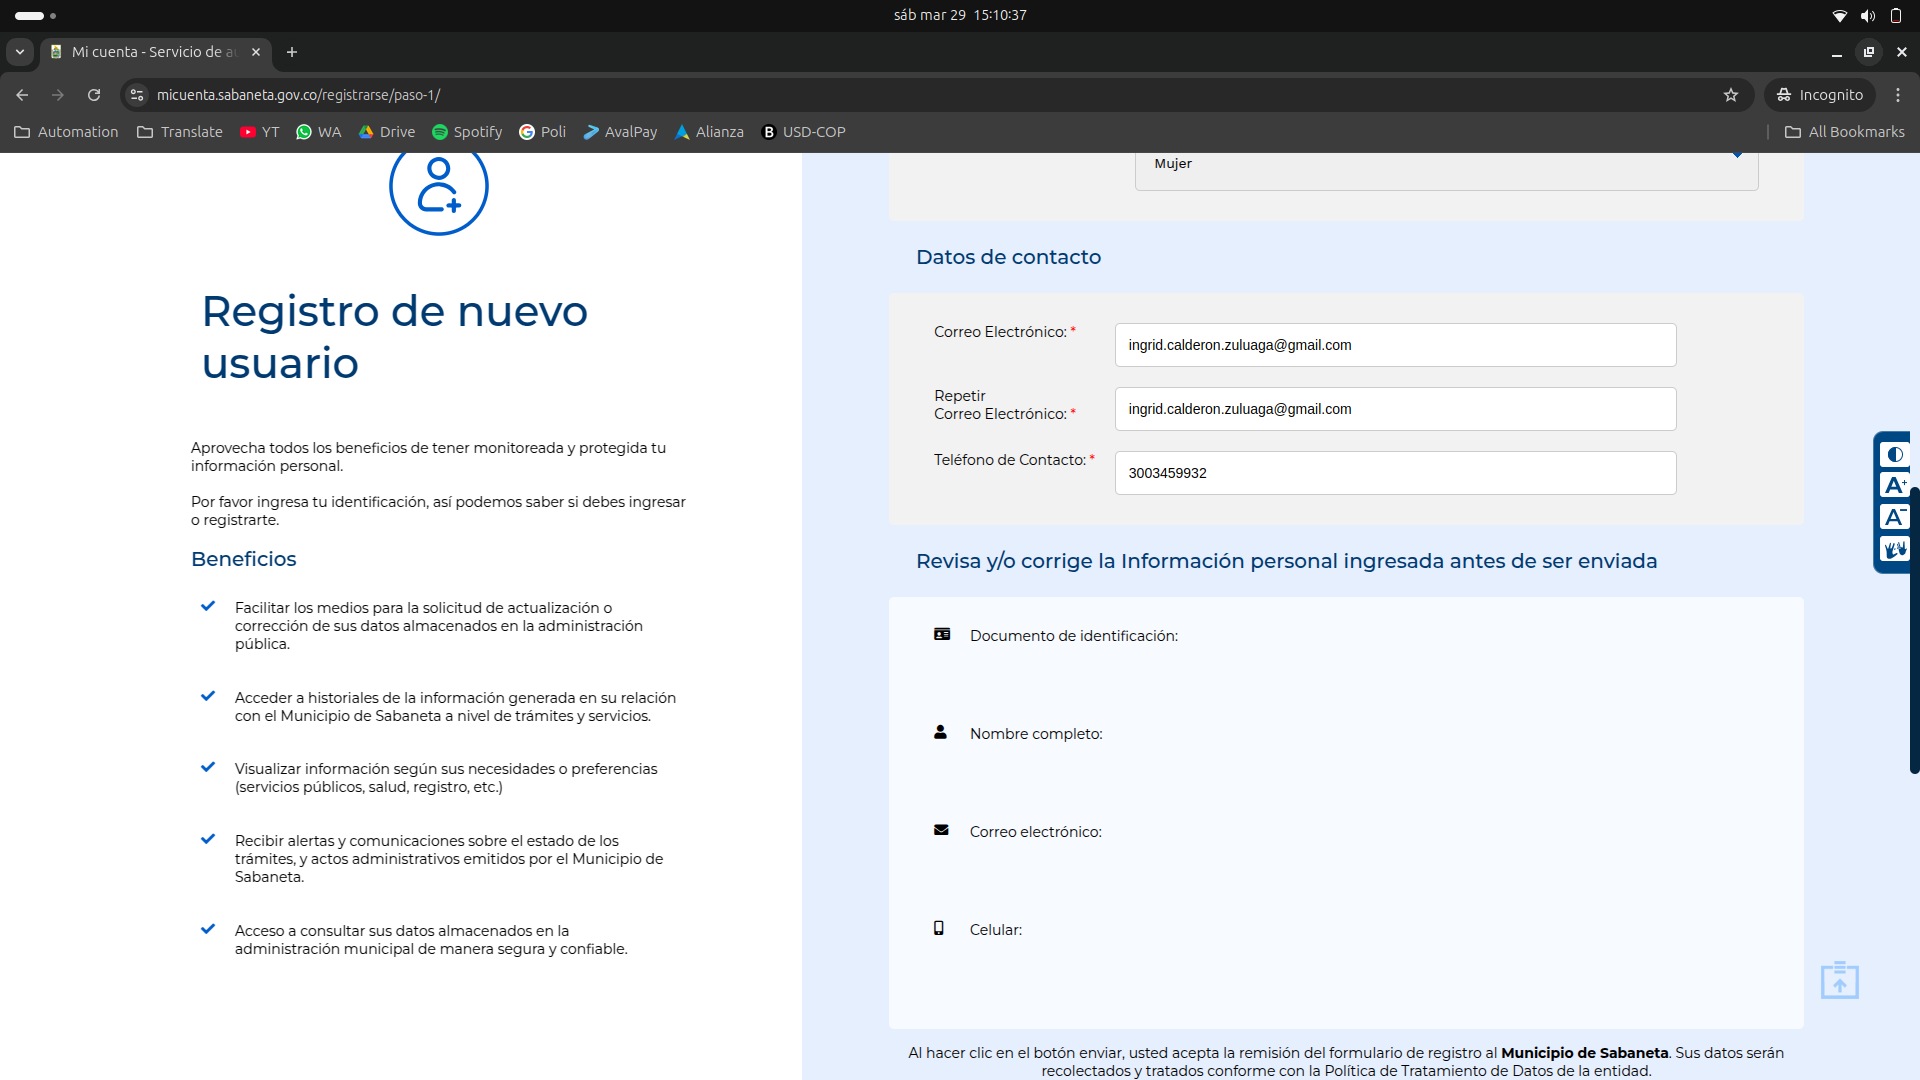 sáb mar 29 15:10:37
Mi cuenta - Servicio de a
micuenta.sabaneta.gov.co/registrarse/paso-1/
Incognito
Automation
Translate
YT
WA
Drive
Spotify
Poli
AvalPay
Alianza
USD-COP
All Bookmarks
Registro de nuevo
usuario
Aprovecha todos los beneficios de tener monitoreada y protegida tu
información personal.
Por favor ingresa tu identificación, así podemos saber si debes ingresar
o registrarte.
Beneficios
Facilitar los medios para la solicitud de actualización o
corrección de sus datos almacenados en la administración
pública.
Acceder a historiales de la información generada en su relación
con el Municipio de Sabaneta a nivel de trámites y servicios.
Visualizar información según sus necesidades o preferencias
(servicios públicos, salud, registro, etc.)
Recibir alertas y comunicaciones sobre el estado de los
trámites, y actos administrativos emitidos por el Municipio de
Sabaneta.
Acceso a consultar sus datos almacenados en la
administración municipal de manera segura y confiable.
Mujer
Datos de contacto
Correo Electrónico: *
ingrid.calderon.zuluaga@gmail.com
Repetir
Correo Electrónico: *
ingrid.calderon.zuluaga@gmail.com
Teléfono de Contacto: *
3003459932
Revisa y/o corrige la Información personal ingresada antes de ser enviada
Documento de identificación:
Nombre completo:
Correo electrónico:
Celular:
Al hacer clic en el botón enviar, usted acepta la remisión del formulario de registro al Municipio de Sabaneta. Sus datos serán
recolectados y tratados conforme con la Política de Tratamiento de Datos de la entidad.
A+
A-